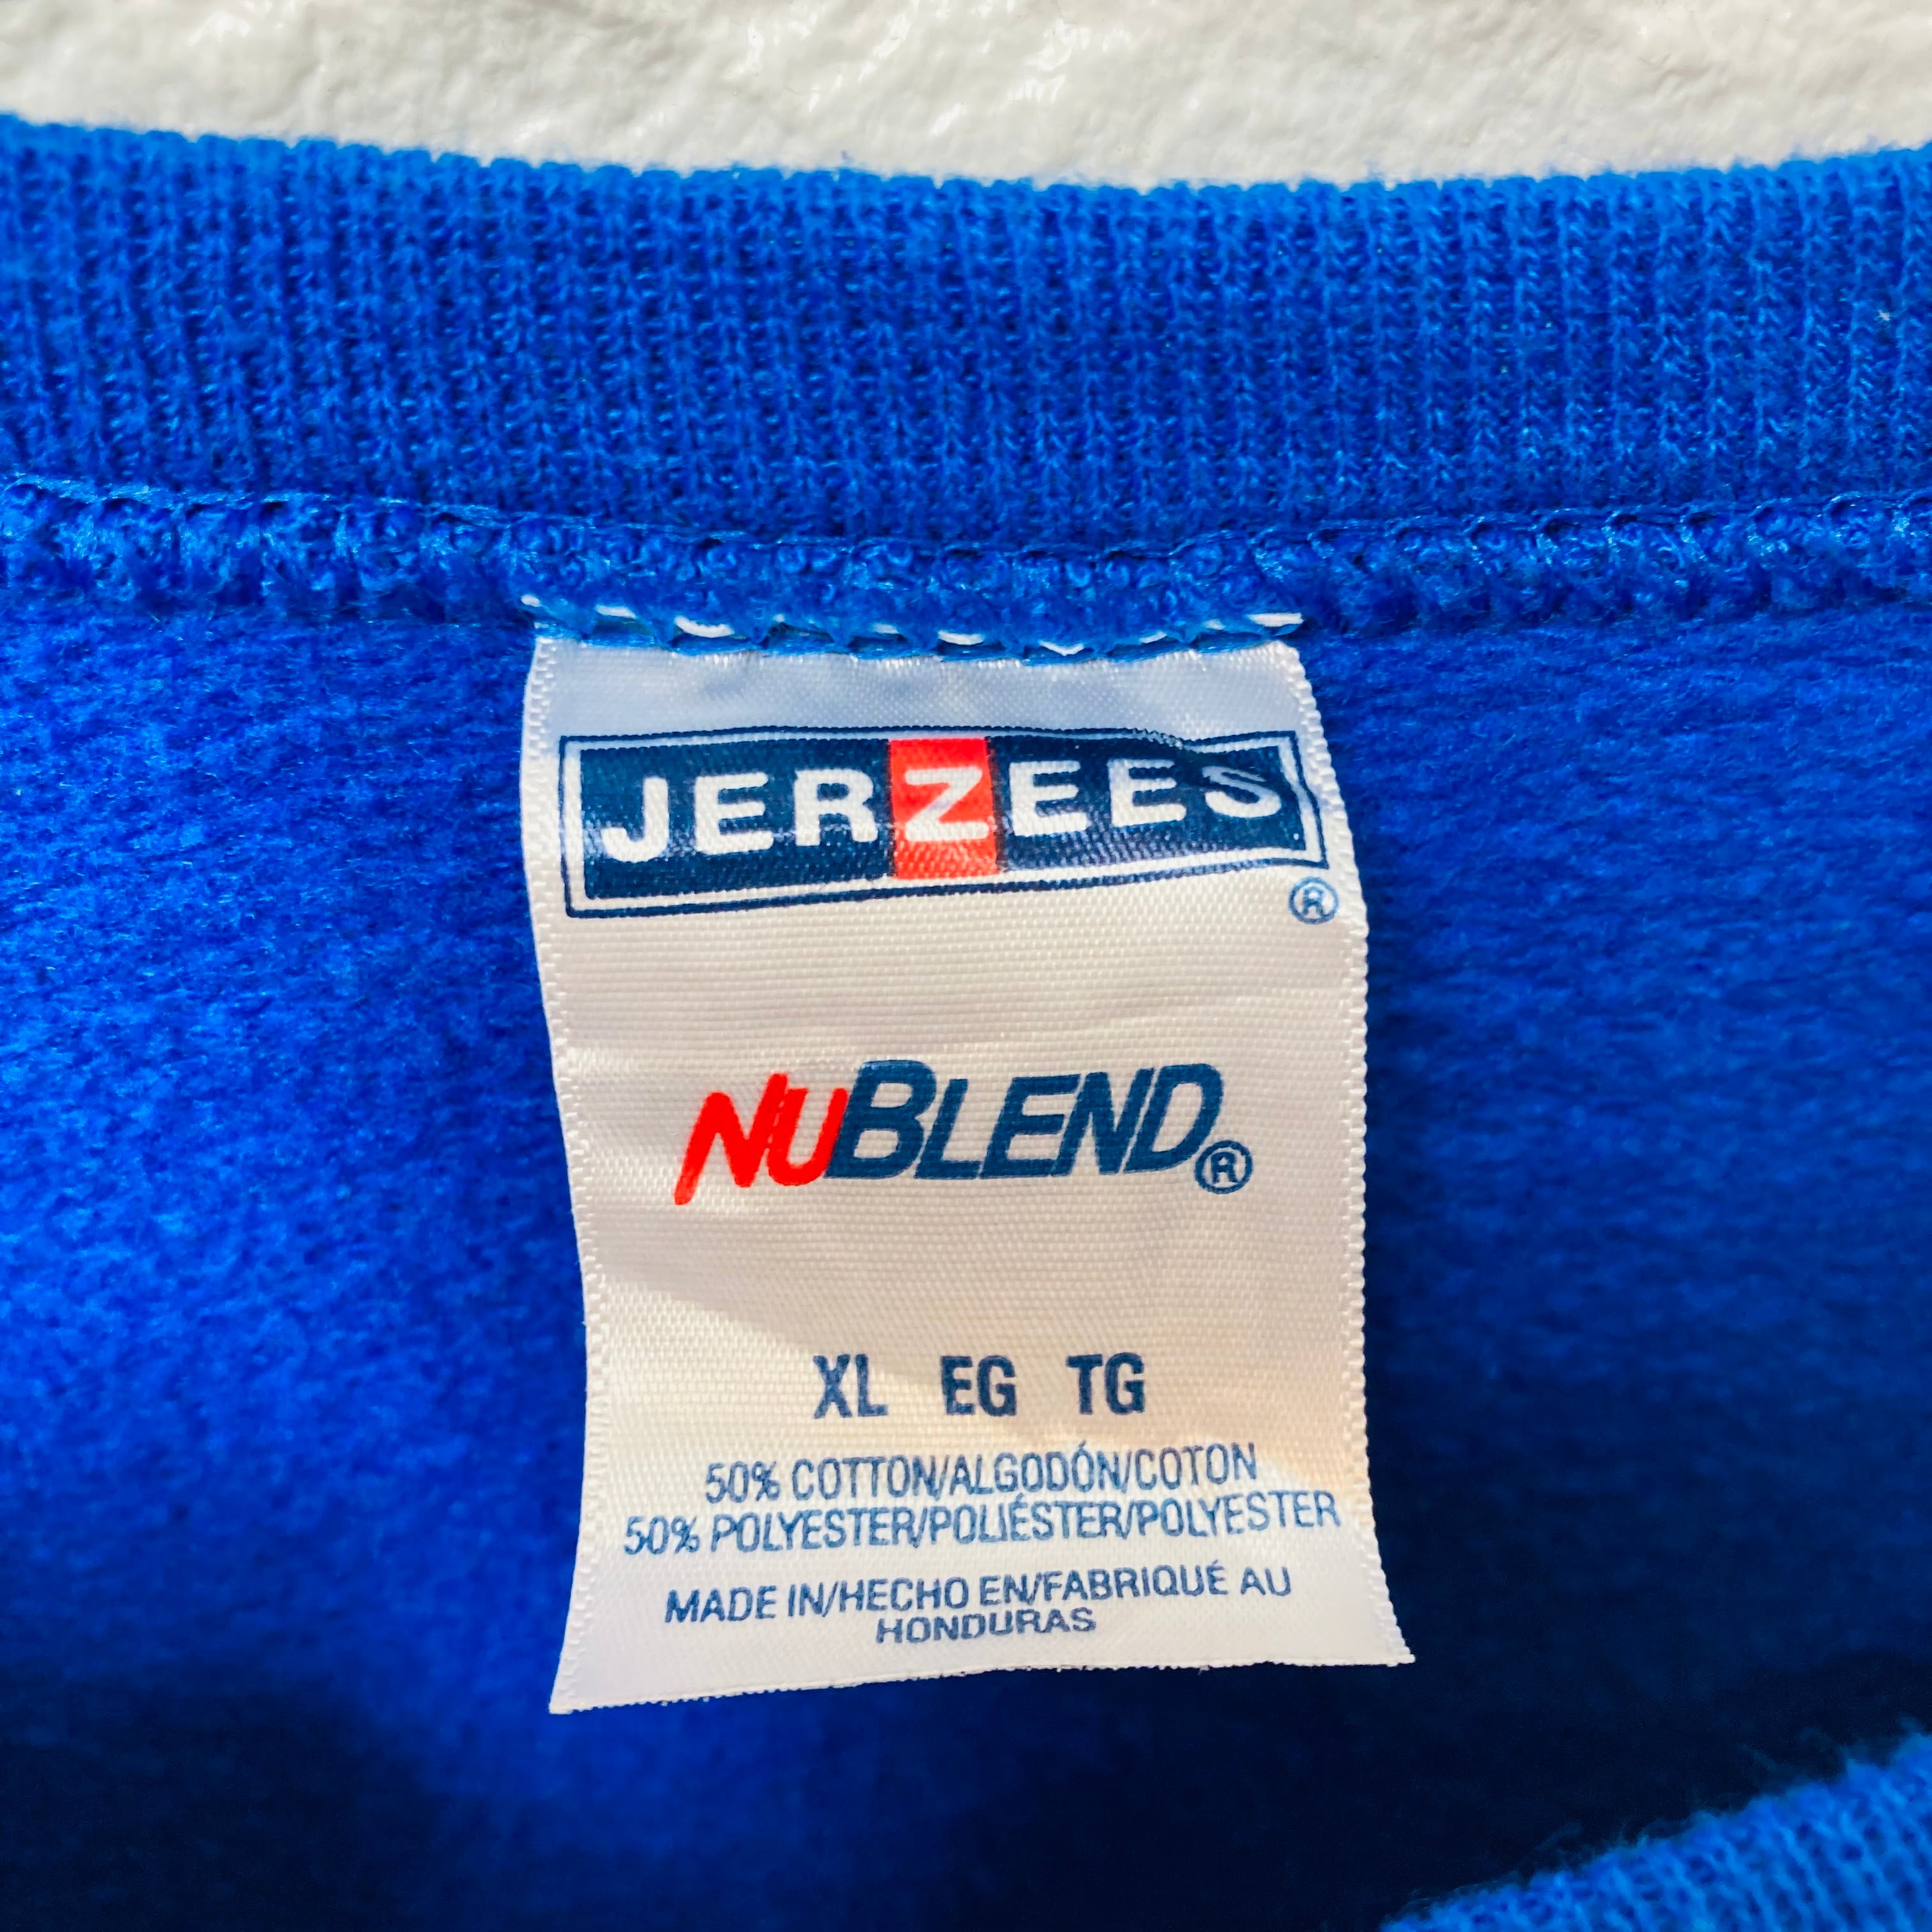 JERZEES
®
NUBLEND®
XL EG TG
50% COTTON/ALGODÓN/COTON
50% POLYESTER/POLIÉSTER/POLYESTER
MADE IN/HECHO EN/FABRIQUÉ AU
HONDURAS